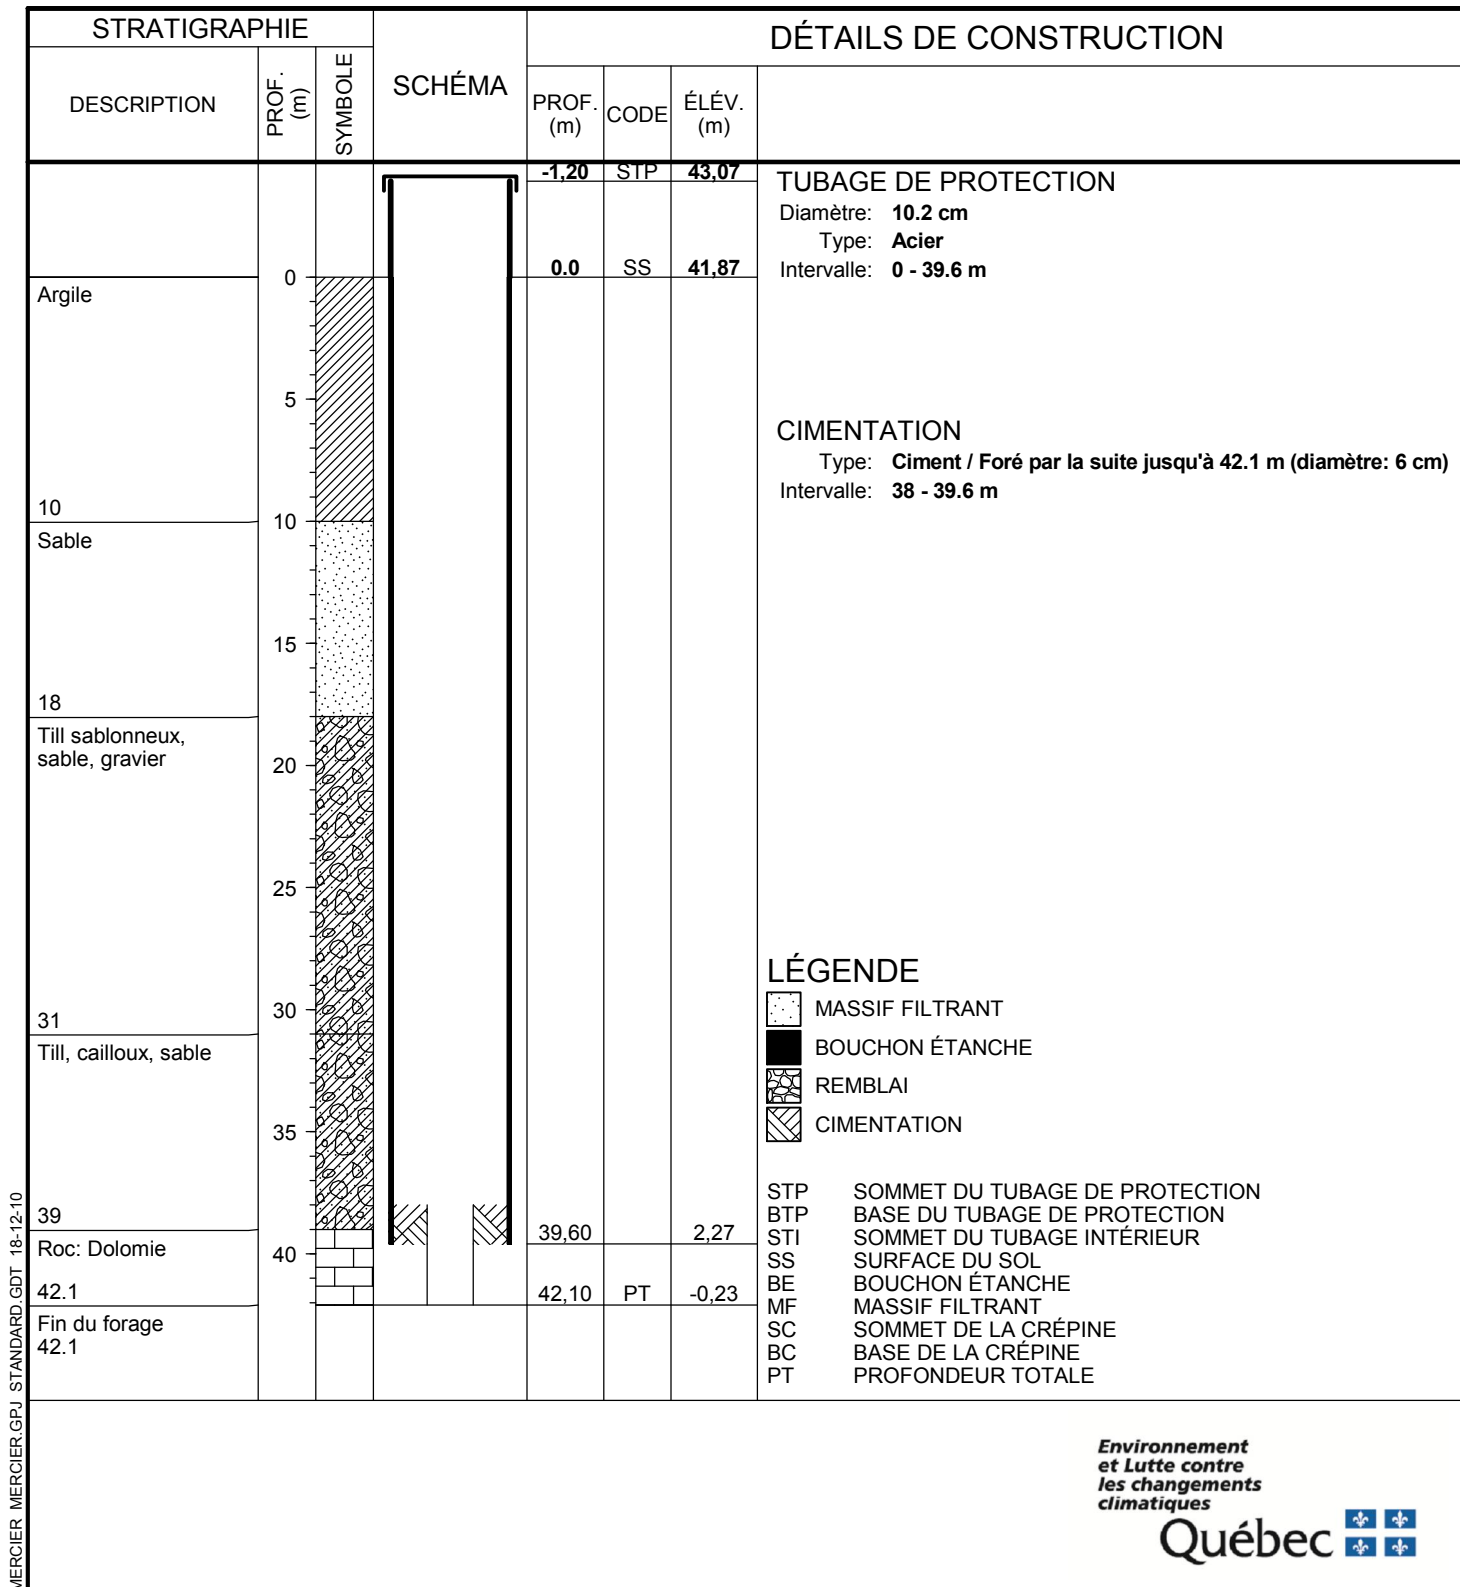 STRATIGRAPHIE
DESCRIPTION
PROF.
(m)
SYMBOLE
SCHÉMA
DÉTAILS DE CONSTRUCTION
PROF.
(m)
CODE
ÉLÉV.
(m)
-1,20 STP 43,07
0.0 SS 41,87
39,60 2,27
42,10 PT -0,23
Argile
10
Sable
18
Till sablonneux,
sable, gravier
31
Till, cailloux, sable
39
Roc: Dolomie
42.1
Fin du forage
42.1
0
5
10
15
20
25
30
35
40
TUBAGE DE PROTECTION
Diamètre: 10.2 cm
Type: Acier
Intervalle: 0 - 39.6 m
CIMENTATION
Type: Ciment / Foré par la suite jusqu'à 42.1 m (diamètre: 6 cm)
Intervalle: 38 - 39.6 m
LÉGENDE
MASSIF FILTRANT
BOUCHON ÉTANCHE
REMBLAI
CIMENTATION
STP SOMMET DU TUBAGE DE PROTECTION
BTP BASE DU TUBAGE DE PROTECTION
STI SOMMET DU TUBAGE INTÉRIEUR
SS SURFACE DU SOL
BE BOUCHON ÉTANCHE
MF MASSIF FILTRANT
SC SOMMET DE LA CRÉPINE
BC BASE DE LA CRÉPINE
PT PROFONDEUR TOTALE
MERCIER MERCIER.GPJ STANDARD.GDT 18-12-10
Environnement
et Lutte contre
les changements
climatiques
Québec